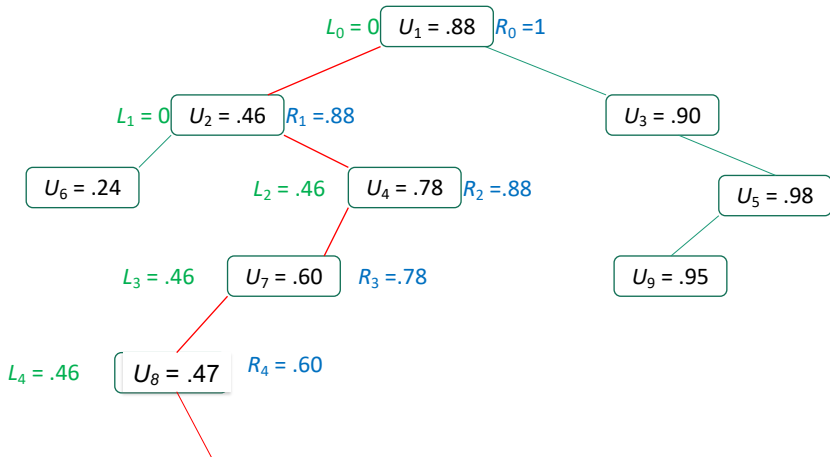 L₀ = 0 U₁ = .88 R₀ =1
L₁ = 0 U₂ = .46 R₁ =.88 U₃ = .90
U₆ = .24 L₂ = .46 U₄ = .78 R₂ =.88 U₅ = .98
L₃ = .46 U₇ = .60 R₃ =.78 U₉ = .95
L₄ = .46 U₈ = .47 R₄ =.60